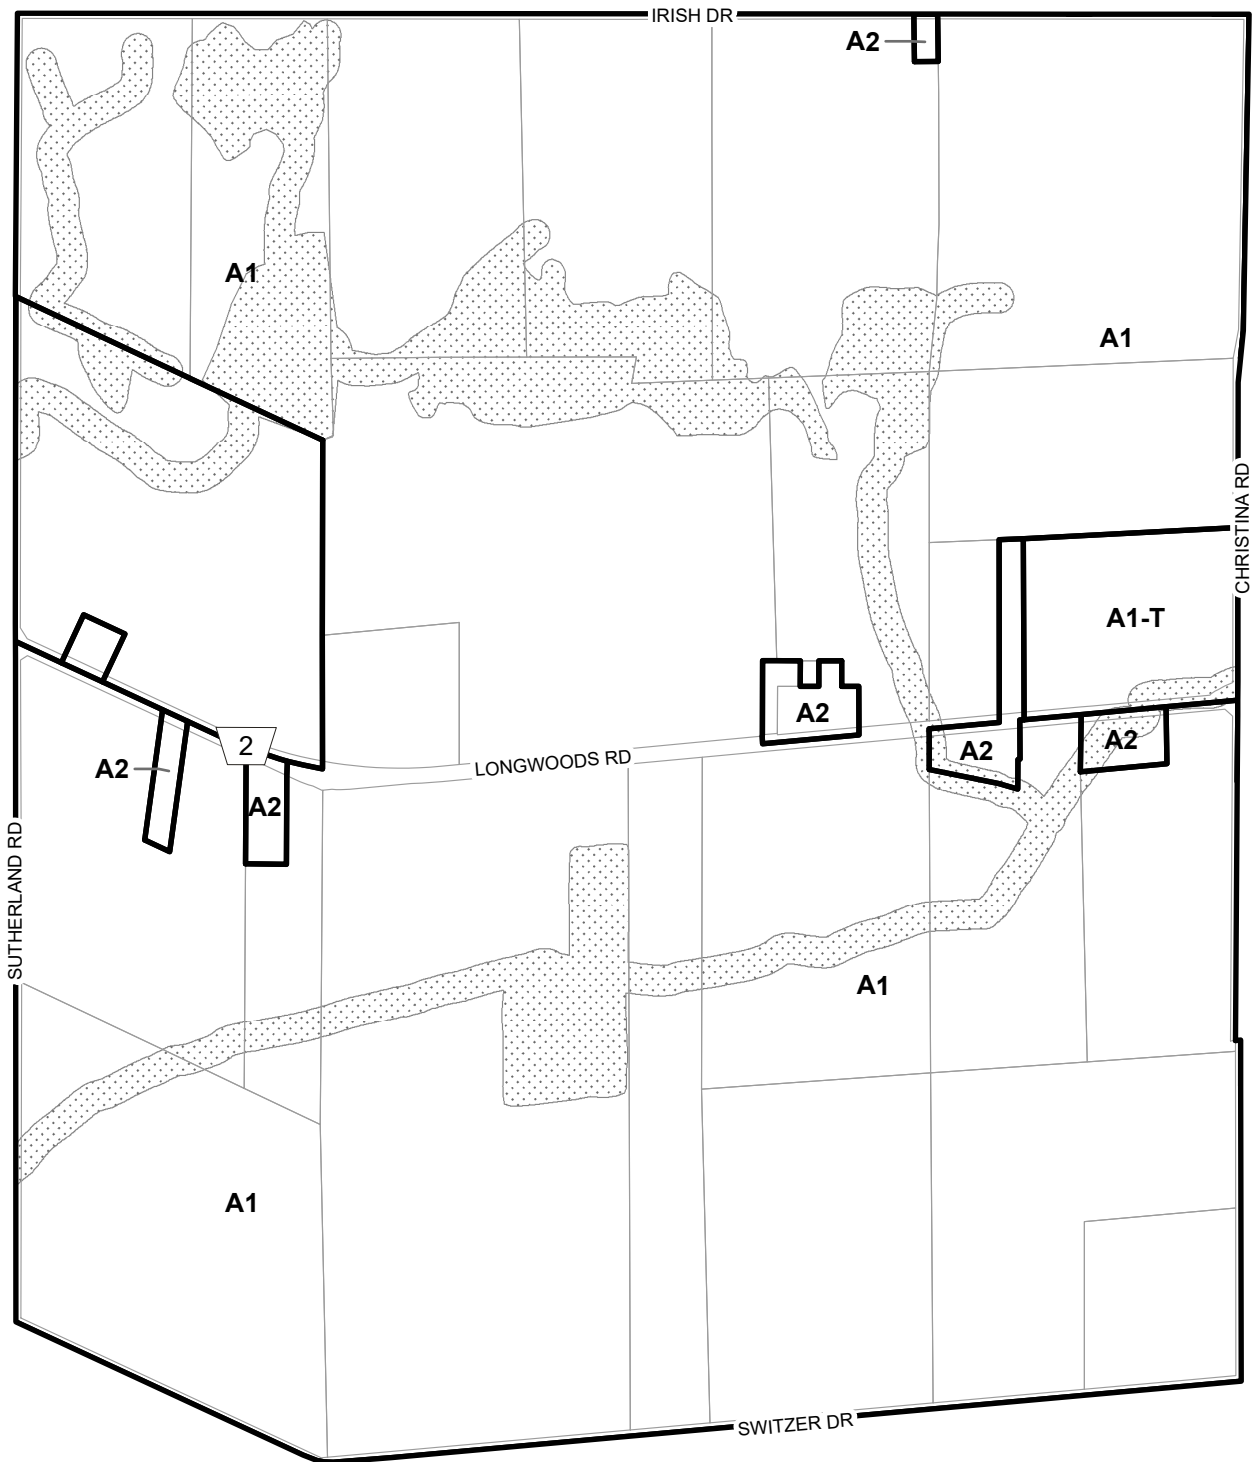 IRISH DR
A2
A1
A1
CHRISTINA RD
A1-T
A2
A2
A2
2
LONGWOODS RD
A2
A2
SUTHERLAND RD
A1
A1
SWITZER DR